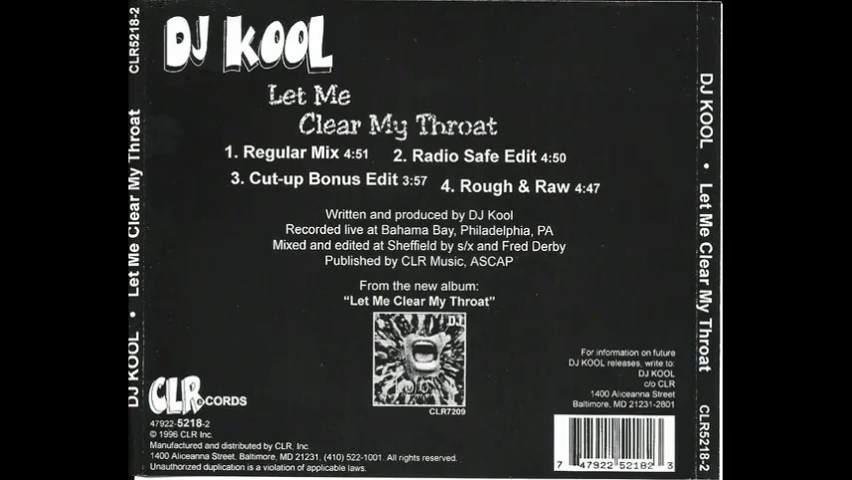 CLR5218-2
DJ KOOL • Let Me Clear My Throat
DJ KOOL
Let Me
Clear My Throat
1. Regular Mix 4:51 2. Radio Safe Edit 4:50
3. Cut-up Bonus Edit 3:57 4. Rough & Raw 4:47
Written and produced by DJ Kool
Recorded live at Bahama Bay, Philadelphia, PA
Mixed and edited at Sheffield by s/x and Fred Derby
Published by CLR Music, ASCAP
From the new album:
"Let Me Clear My Throat"
DJ
CLR7209
For information on future
DJ KOOL releases, write to:
DJ KOOL
c/o CLR
1400 Aliceanna Street
Baltimore, MD 21231-2801
CLRECORDS
47922-5218-2
© 1996 CLR Inc.
Manufactured and distributed by CLR, Inc.
1400 Aliceanna Street, Baltimore, MD 21231, (410) 522-1001. All rights reserved.
Unauthorized duplication is a violation of applicable laws.
7 47922 52182 3
DJ KOOL • Let Me Clear My Throat
CLR5218-2